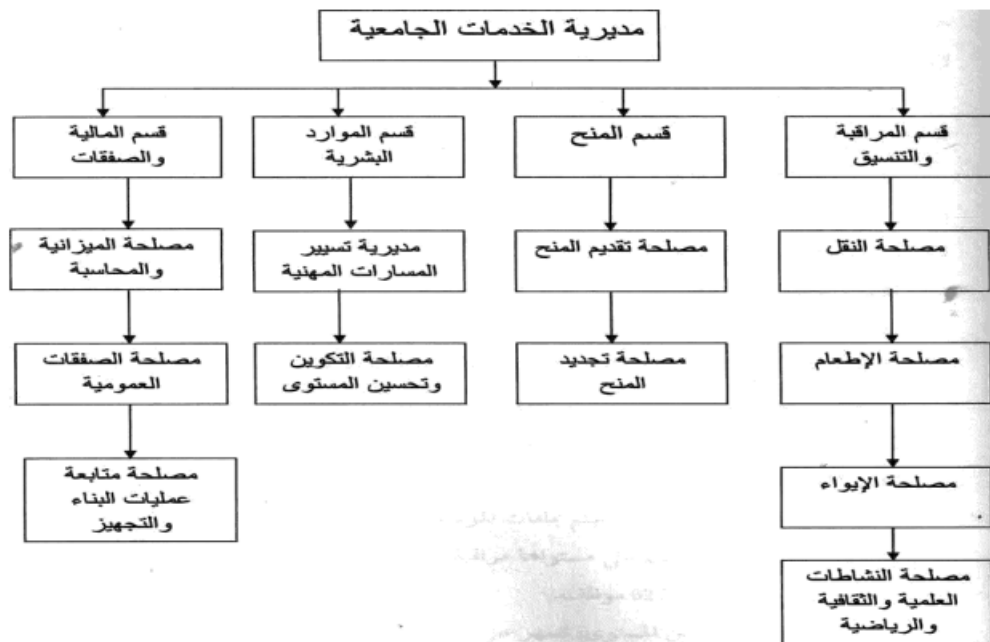 مديرية الخدمات الجامعية
قسم المراقبة
والتنسيق
قسم المنح
قسم الموارد
البشرية
قسم المالية
والصفقات
مصلحة النقل
مصلحة تقديم المنح
مديرية تسيير
المسارات المهنية
مصلحة الميزانية
والمحاسبة
مصلحة الإطعام
مصلحة تجديد
المنح
مصلحة التكوين
وتحسين المستوى
مصلحة الصفقات
العمومية
مصلحة الإيواء
مصلحة متابعة
عمليات البناء
والتجهيز
مصلحة النشاطات
العلمية والثقافية
والرياضية